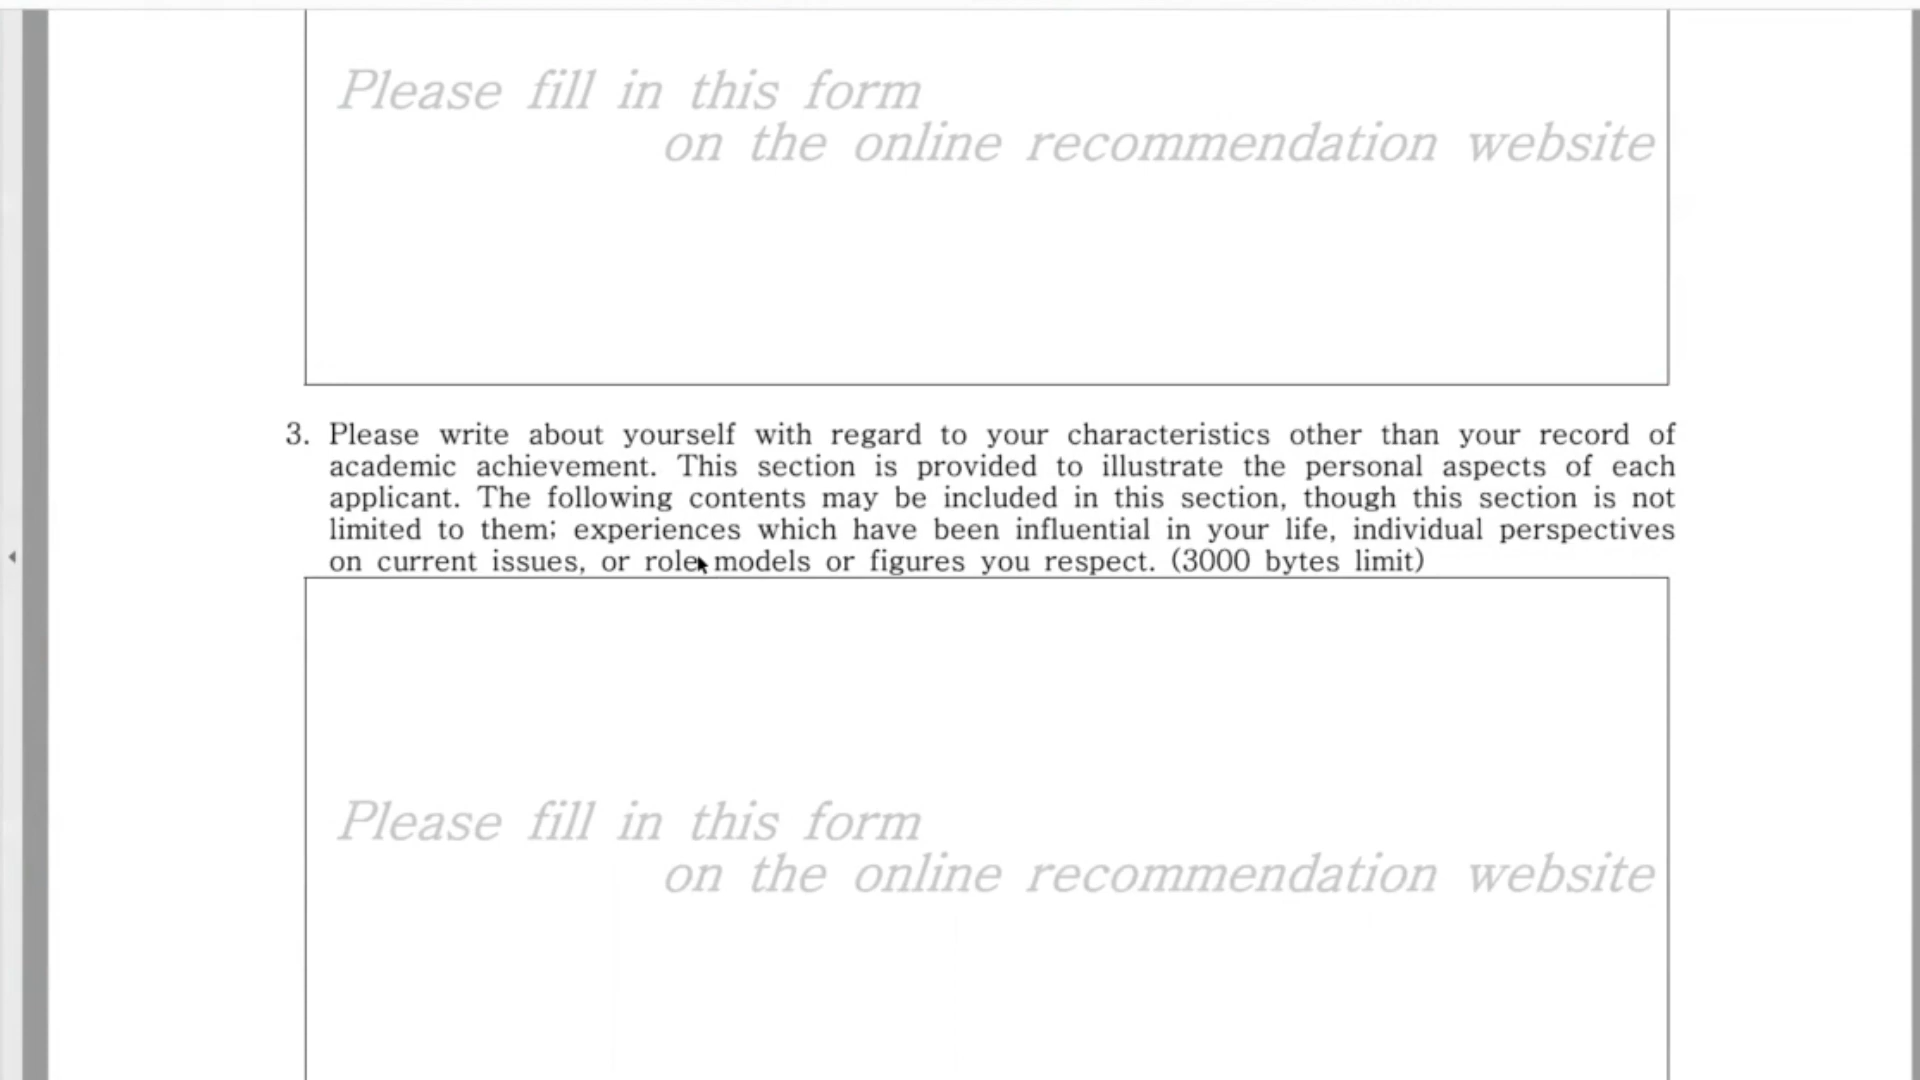 Please fill in this form
on the online recommendation website
3. Please write about yourself with regard to your characteristics other than your record of
academic achievement. This section is provided to illustrate the personal aspects of each
applicant. The following contents may be included in this section, though this section is not
limited to them; experiences which have been influential in your life, individual perspectives
on current issues, or role models or figures you respect. (3000 bytes limit)
Please fill in this form
on the online recommendation website